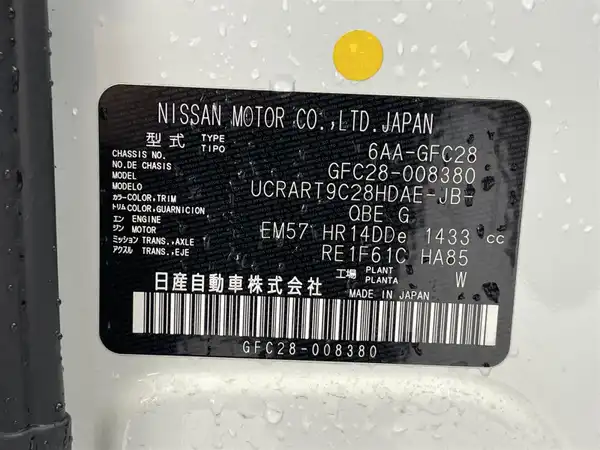 NISSAN MOTOR CO.,LTD.JAPAN
型式 TYPE TIPO 6AA-GFC28
CHASSIS NO. NO.DE CHASIS GFC28-008380
MODEL MODELO UCRART9C28HDAE-JB-
カラー COLOR,TRIM トリム COLOR,GUARNICION QBE G
エン ENGINE ジン MOTOR EM57 HR14DDe 1433 cc
ミッション TRANS.,AXLE アクスル TRANS.,EJE RE1F61C HA85
工場 PLANT PLANTA W
日産自動車株式会社 MADE IN JAPAN
GFC28-008380